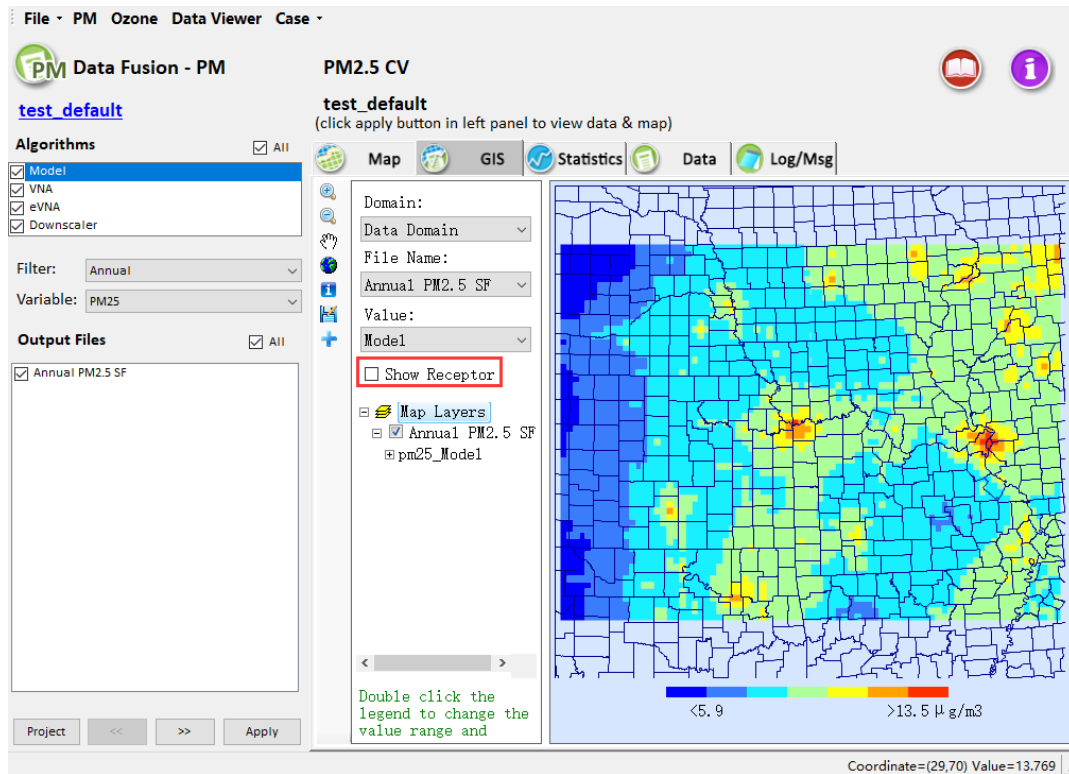 File PM Ozone Data Viewer Case
PM Data Fusion - PM
PM2.5 CV
test_default
test_default
(click apply button in left panel to view data & map)
Algorithms
All
Model
VNA
eVNA
Downscaler
Filter: Annual
Variable: PM25
Output Files
All
Annual PM2.5 SF
Project << >> Apply
Map GIS Statistics Data Log/Msg
Domain:
Data Domain
File Name:
Annual PM2.5 SF
Value:
Model
Show Receptor
Map Layers
Annual PM2.5 SF
pm25_Model
Double click the
legend to change the
value range and
<5.9 >13.5 μg/m3
Coordinate=(29,70) Value=13.769